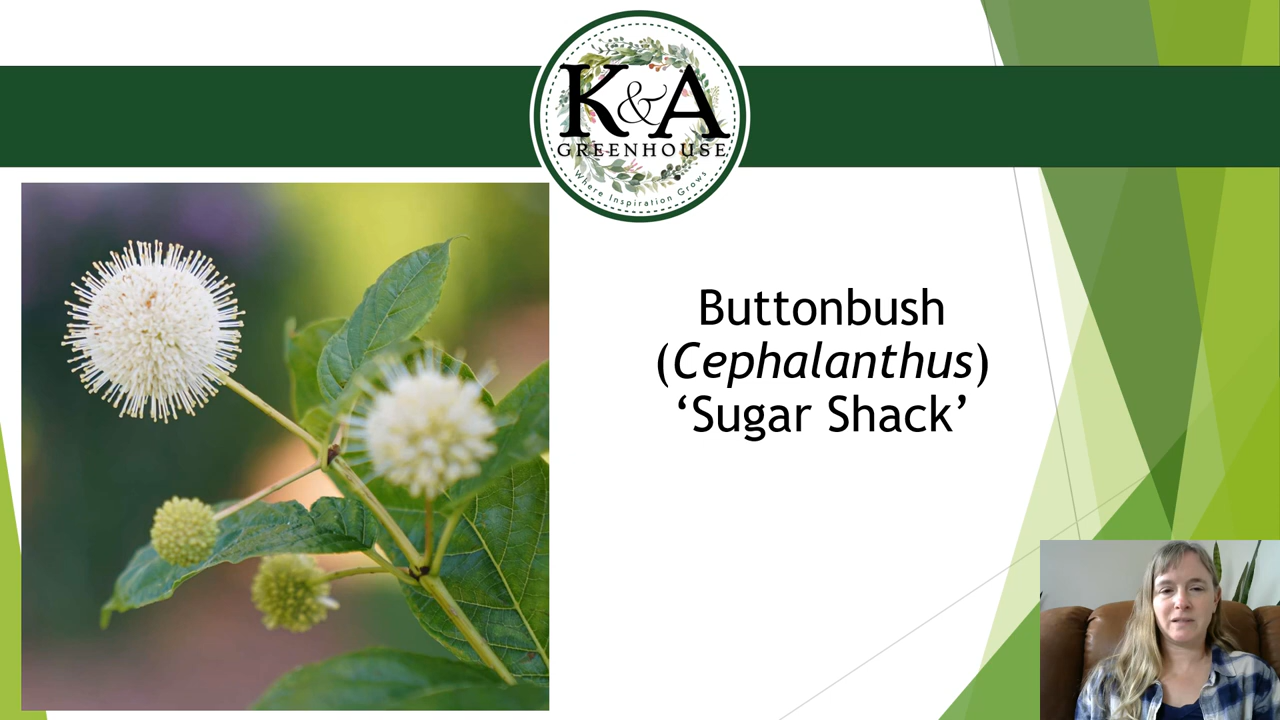 K&A
GREENHOUSE
Where Inspiration Grows
Buttonbush
(Cephalanthus)
‘Sugar Shack’